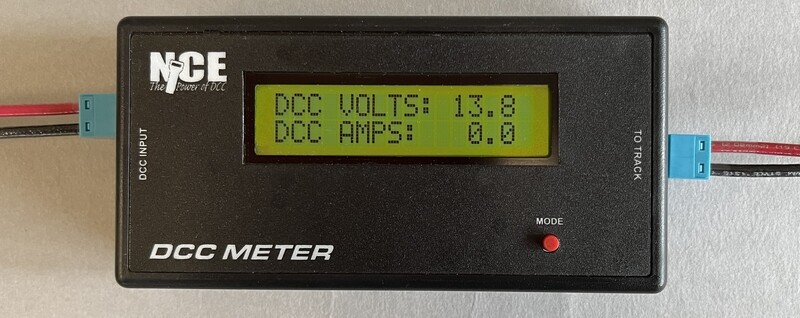 NCE
The Power of DCC
DCC VOLTS: 13.8
DCC AMPS: 0.0
DCC INPUT
TO TRACK
MODE
DCC METER